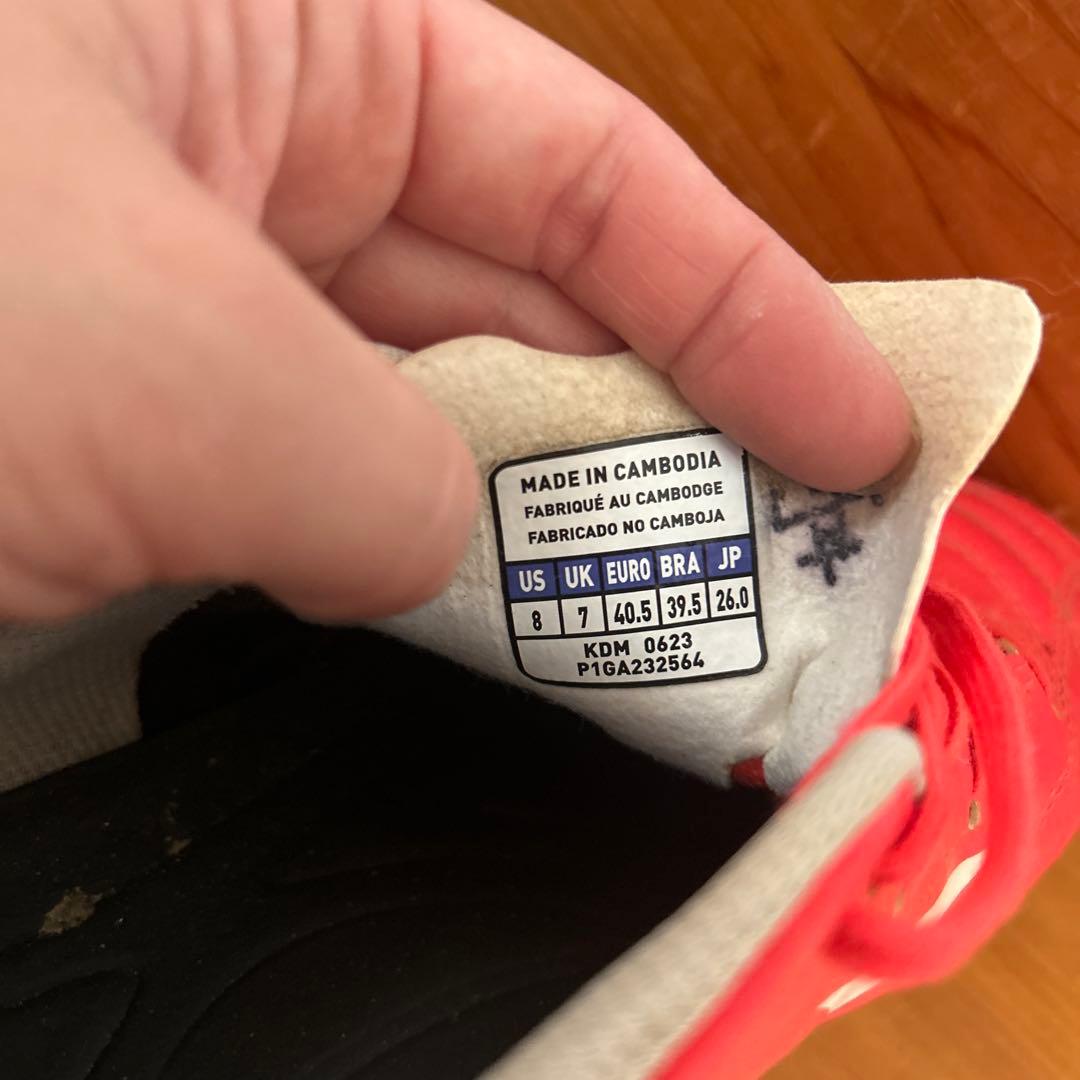 MADE IN CAMBODIA
FABRIQUÉ AU CAMBODGE
FABRICADO NO CAMBOJA
US UK EURO BRA JP
8 7 40.5 39.5 26.0
KDM 0623
P1GA232564